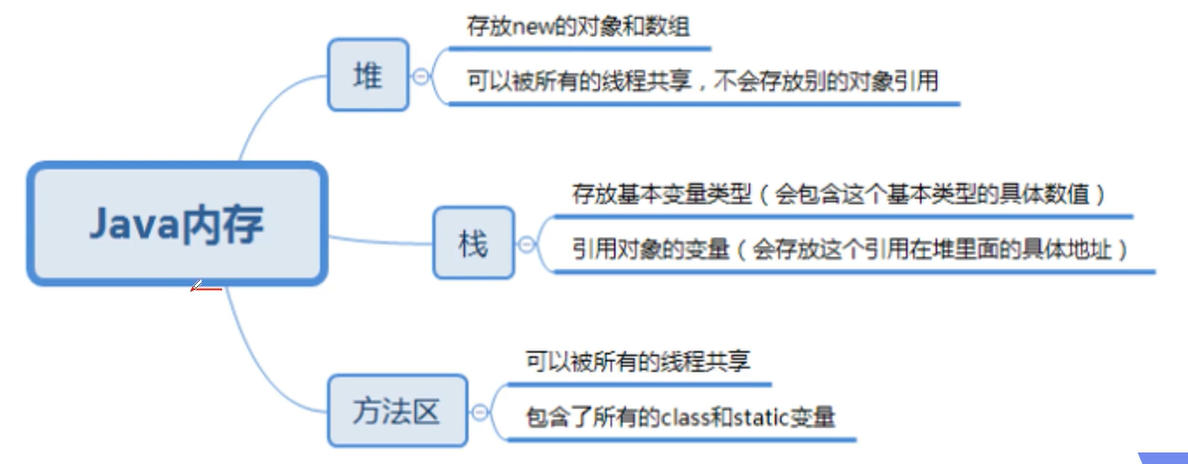 存放new的对象和数组
堆
可以被所有的线程共享，不会存放别的对象引用
存放基本变量类型（会包含这个基本类型的具体数值）
Java内存
栈
引用对象的变量（会存放这个引用在堆里面的具体地址）
可以被所有的线程共享
方法区
包含了所有的class和static变量